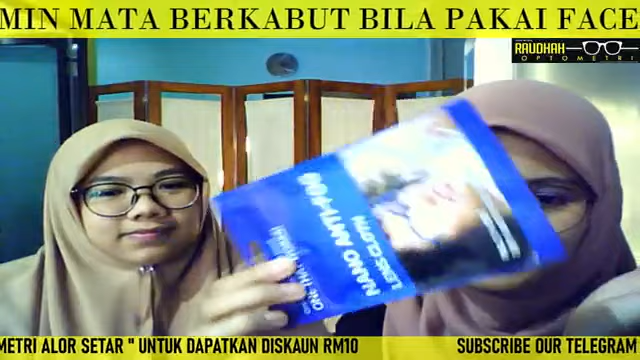 MIN MATA BERKABUT BILA PAKAI FACE
RAUDHAH
OPTOMETRI
NANO ANTI-FOG
LENS CLOTH
METRI ALOR SETAR " UNTUK DAPATKAN DISKAUN RM10
SUBSCRIBE OUR TELEGRAM